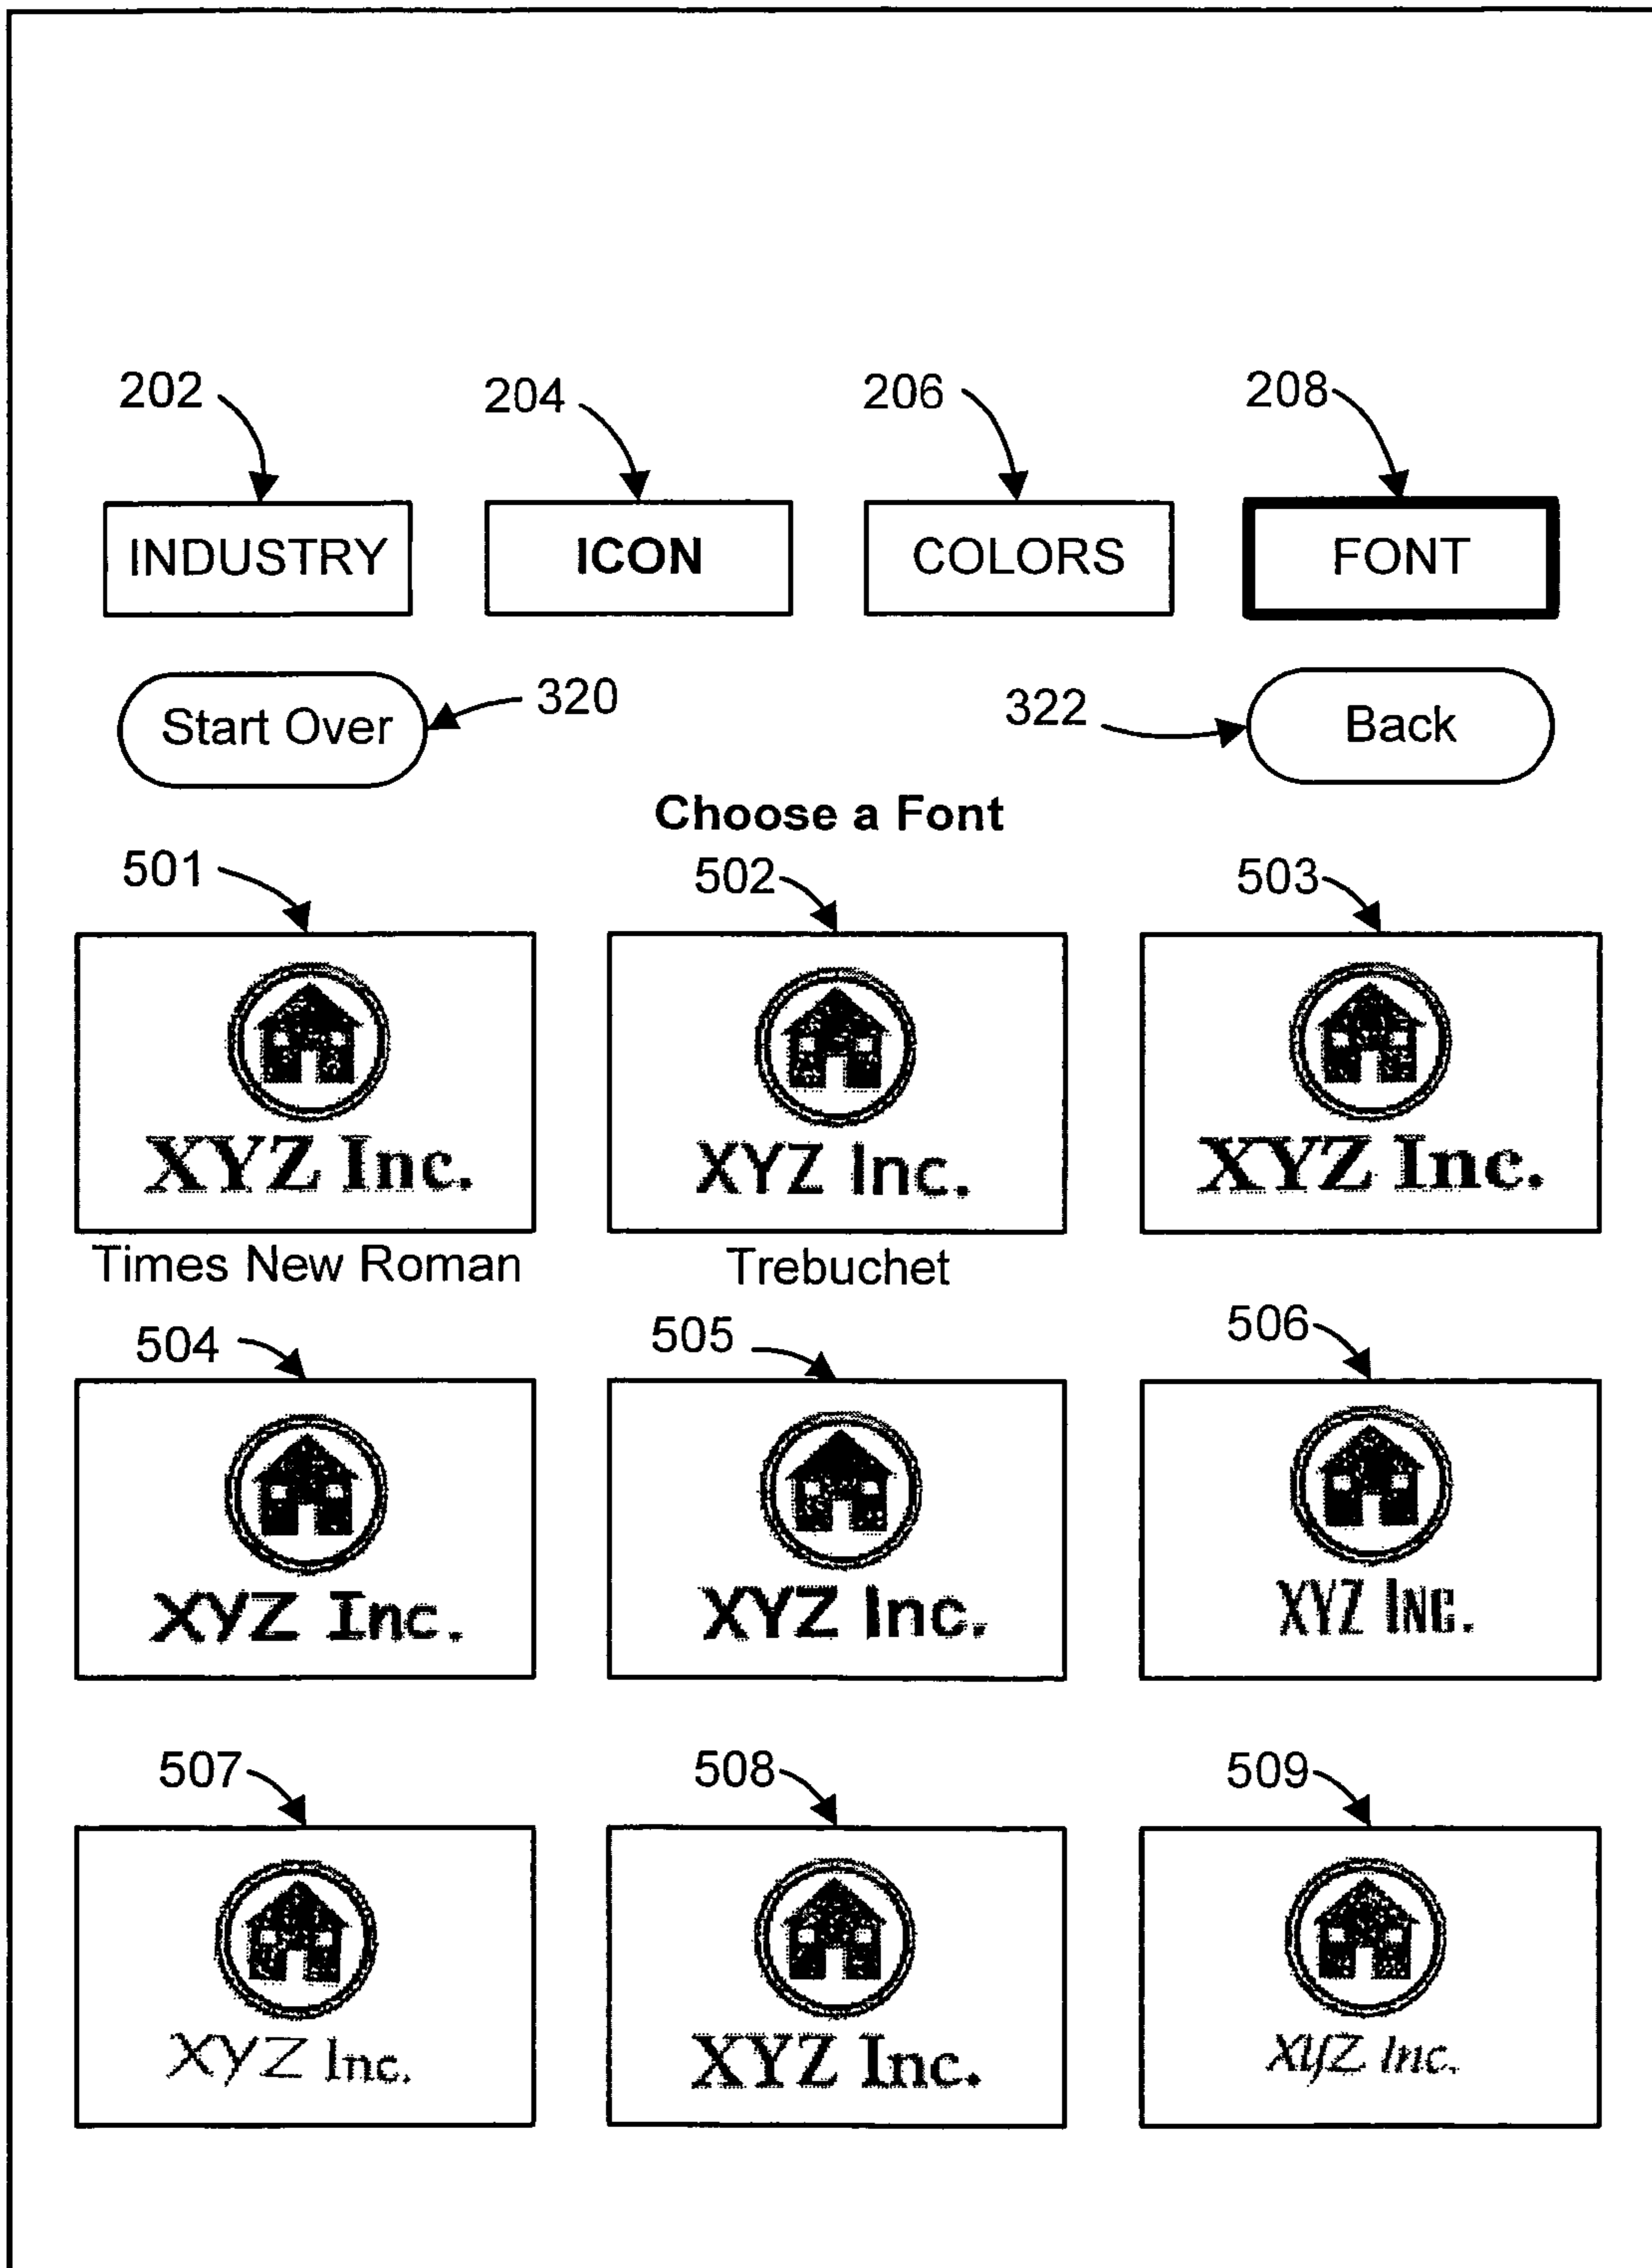 202 204 206 208
INDUSTRY ICON COLORS FONT
Start Over 320 322 Back
Choose a Font
501 502 503
XYZ Inc. XYZ Inc. XYZ Inc.
Times New Roman Trebuchet
504 505 506
XYZ Inc. XYZ Inc. XYZ INC.
507 508 509
XYZ Inc. XYZ Inc. XYZ Inc.